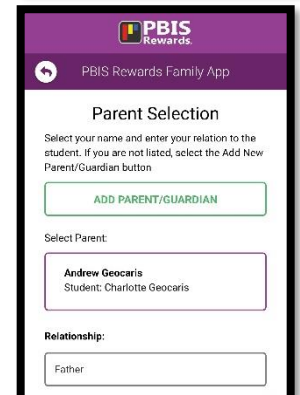 PBIS
Rewards.
PBIS Rewards Family App
Parent Selection
Select your name and enter your relation to the
student. If you are not listed, select the Add New
Parent/Guardian button
ADD PARENT/GUARDIAN
Select Parent:
Andrew Geocaris
Student: Charlotte Geocaris
Relationship:
Father